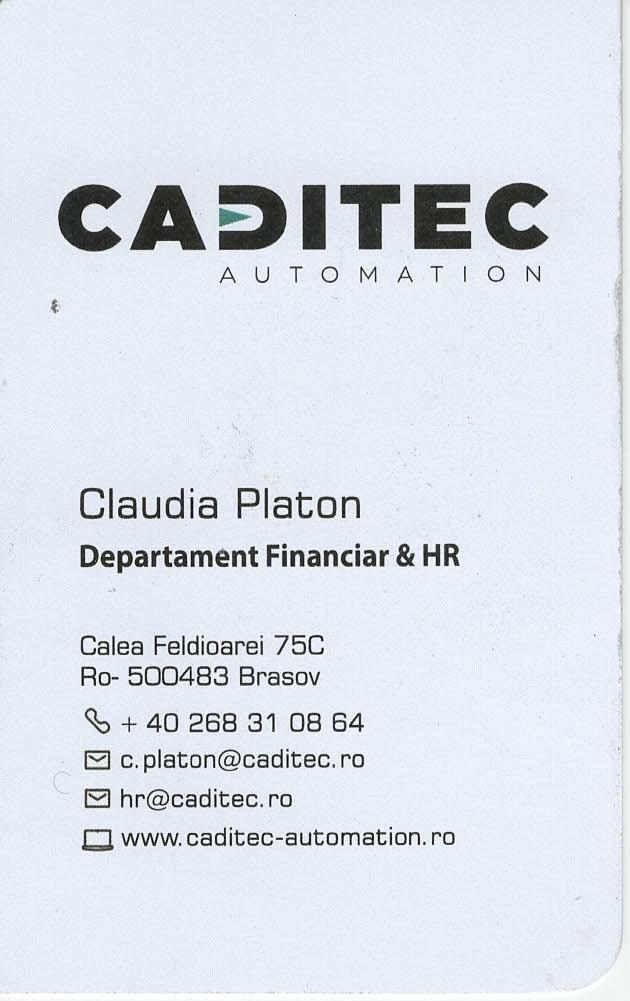 CADITEC
AUTOMATION
Claudia Platon
Departament Financiar & HR
Calea Feldioarei 75C
Ro- 500483 Brasov
+ 40 268 31 08 64
c.platon@caditec.ro
hr@caditec.ro
www.caditec-automation.ro